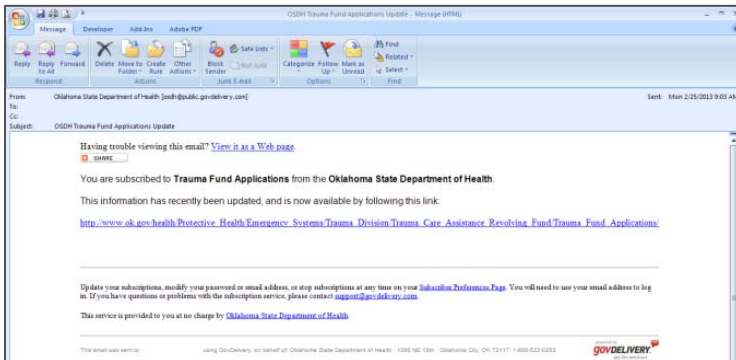 OSDH Trauma Fund Applications Update - Message (HTML)
Message Developer Add-Ins Adobe PDF
Reply Reply to All Forward Delete Move to Folder Create Rule Other Actions Block Sender Safe Lists Not Junk Categorize Follow Up Mark as Unread Find Related Select
Respond Actions Junk E-mail Options Find
From: Oklahoma State Department of Health [osdh@public.govdelivery.com] Sent: Mon 2/25/2013 9:03 AM
To:
Cc:
Subject: OSDH Trauma Fund Applications Update
Having trouble viewing this email? View it as a Web page.
SHARE
You are subscribed to Trauma Fund Applications from the Oklahoma State Department of Health.
This information has recently been updated, and is now available by following this link:
http://www.ok.gov/health/Protective_Health/Emergency_Systems/Trauma_Division/Trauma_Care_Assistance_Revolving_Fund/Trauma_Fund_Applications/
Update your subscriptions, modify your password or email address, or stop subscriptions at any time on your Subscriber Preferences Page. You will need to use your email address to log
in. If you have questions or problems with the subscription service, please contact support@govdelivery.com.
This service is provided to you at no charge by Oklahoma State Department of Health.
This email was sent to using GovDelivery, on behalf of: Oklahoma State Department of Health · 1000 NE 10th · Oklahoma City, OK 73117 · 1-800-522-0203
GOVDELIVERY